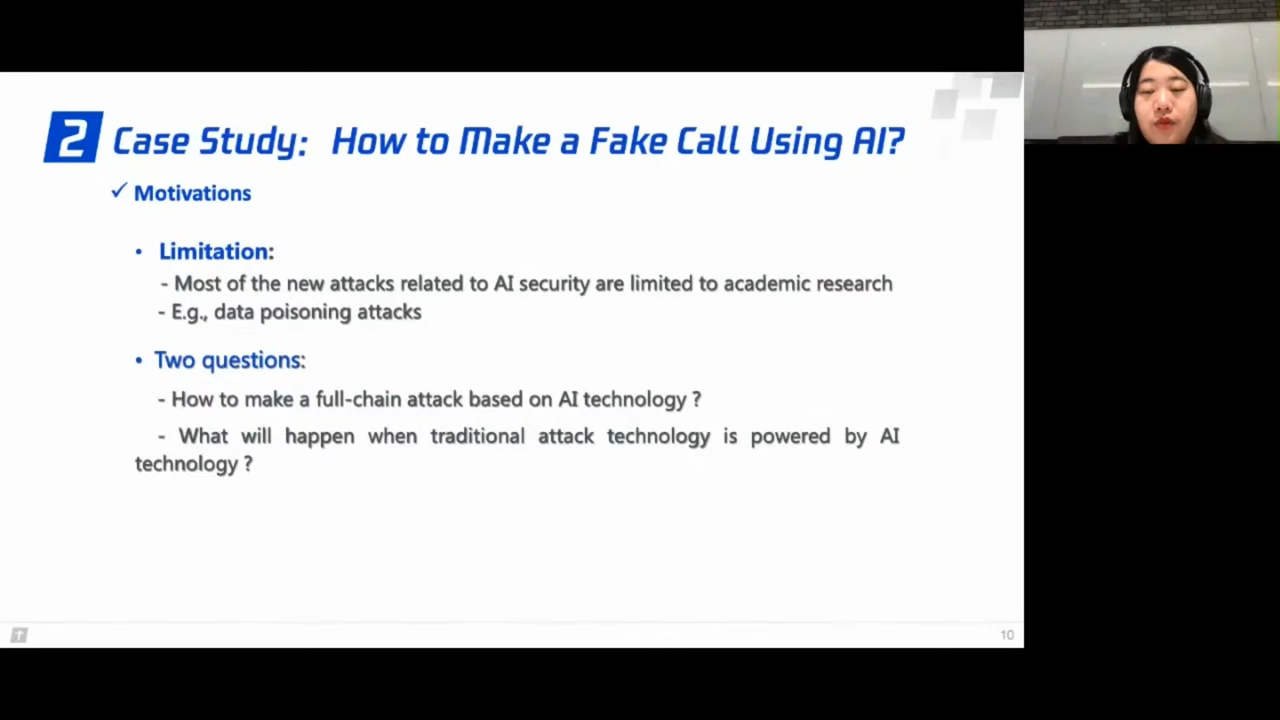 2 Case Study: How to Make a Fake Call Using AI?
✓ Motivations
• Limitation:
- Most of the new attacks related to AI security are limited to academic research
- E.g., data poisoning attacks
• Two questions:
- How to make a full-chain attack based on AI technology ?
- What will happen when traditional attack technology is powered by AI
technology ?
10